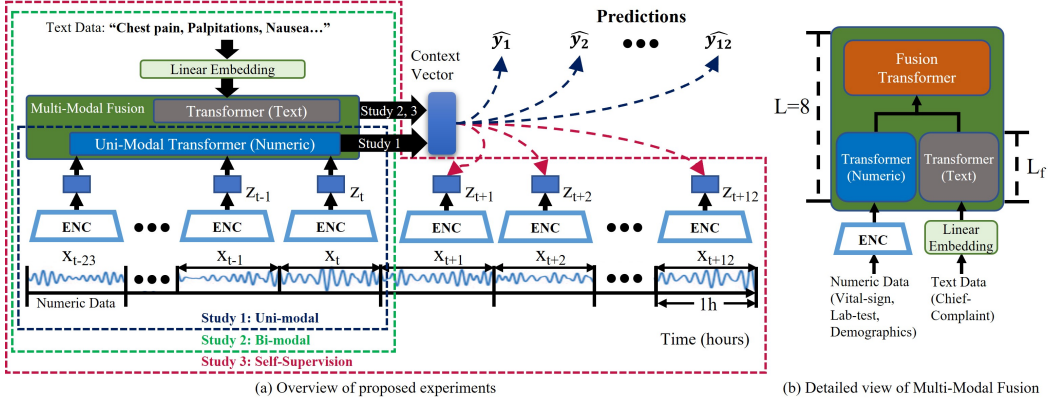 Text Data: “Chest pain, Palpitations, Nausea…”
Linear Embedding
Multi-Modal Fusion
Transformer (Text)
Uni-Modal Transformer (Numeric)
Study 2, 3
Study 1
Context
Vector
Predictions
ŷ1 ŷ2 ●●● ŷ12
Zt-1 Zt Zt+1 Zt+2 Zt+12
ENC ●●● ENC ENC ENC ENC ●●● ENC
Xt-23 Xt-1 Xt Xt+1 Xt+2 Xt+12
●●● ●●●
Numeric Data
1h
Study 1: Uni-modal
Study 2: Bi-modal
Study 3: Self-Supervision
Time (hours)
(a) Overview of proposed experiments
L=8
Fusion
Transformer
Transformer
(Numeric)
Transformer
(Text)
Lf
ENC
Linear
Embedding
Numeric Data
(Vital-sign,
Lab-test,
Demographics)
Text Data
(Chief-
Complaint)
(b) Detailed view of Multi-Modal Fusion